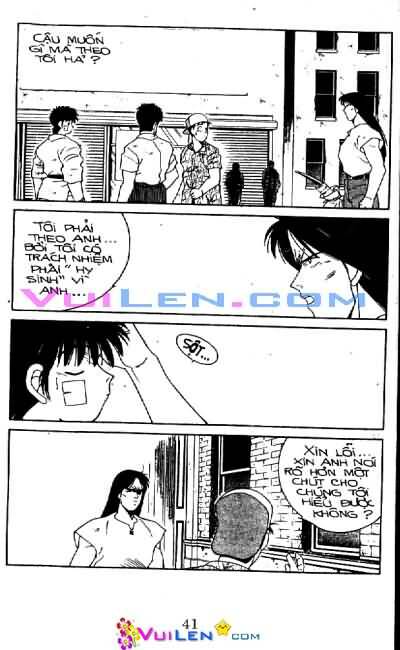 CẬU MUỐN
GÌ MÀ THEO
TÔI HẢ?
TÔI PHẢI
THEO ANH...
BỞI TÔI CÓ
TRÁCH NHIỆM
PHẢI "HY
SINH" VÌ
ANH...
VUILEN.COM
SỘT...
XIN LỖI...
XIN ANH NÓI
RÕ HƠN MỘT
CHÚT CHO
CHÚNG TÔI
HIỂU ĐƯỢC
KHÔNG?
41
VUILEN COM